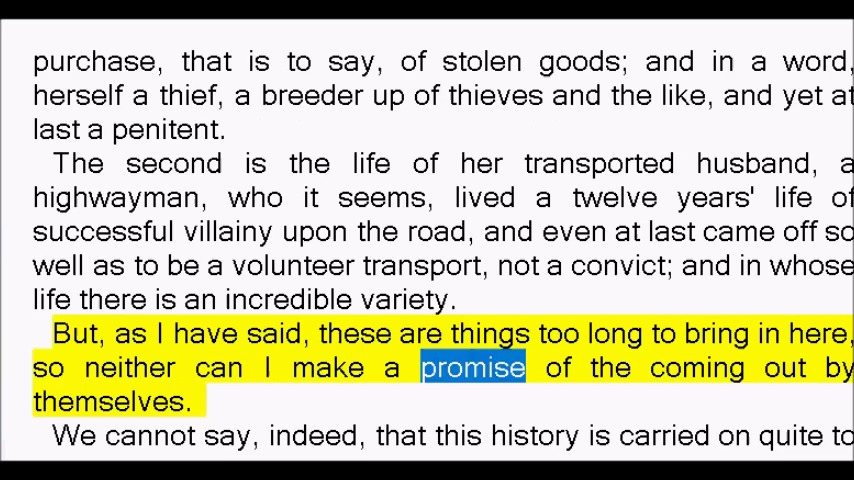 purchase, that is to say, of stolen goods; and in a word,
herself a thief, a breeder up of thieves and the like, and yet at
last a penitent.
The second is the life of her transported husband, a
highwayman, who it seems, lived a twelve years' life of
successful villainy upon the road, and even at last came off so
well as to be a volunteer transport, not a convict; and in whose
life there is an incredible variety.
But, as I have said, these are things too long to bring in here,
so neither can I make a promise of the coming out by
themselves.
We cannot say, indeed, that this history is carried on quite to